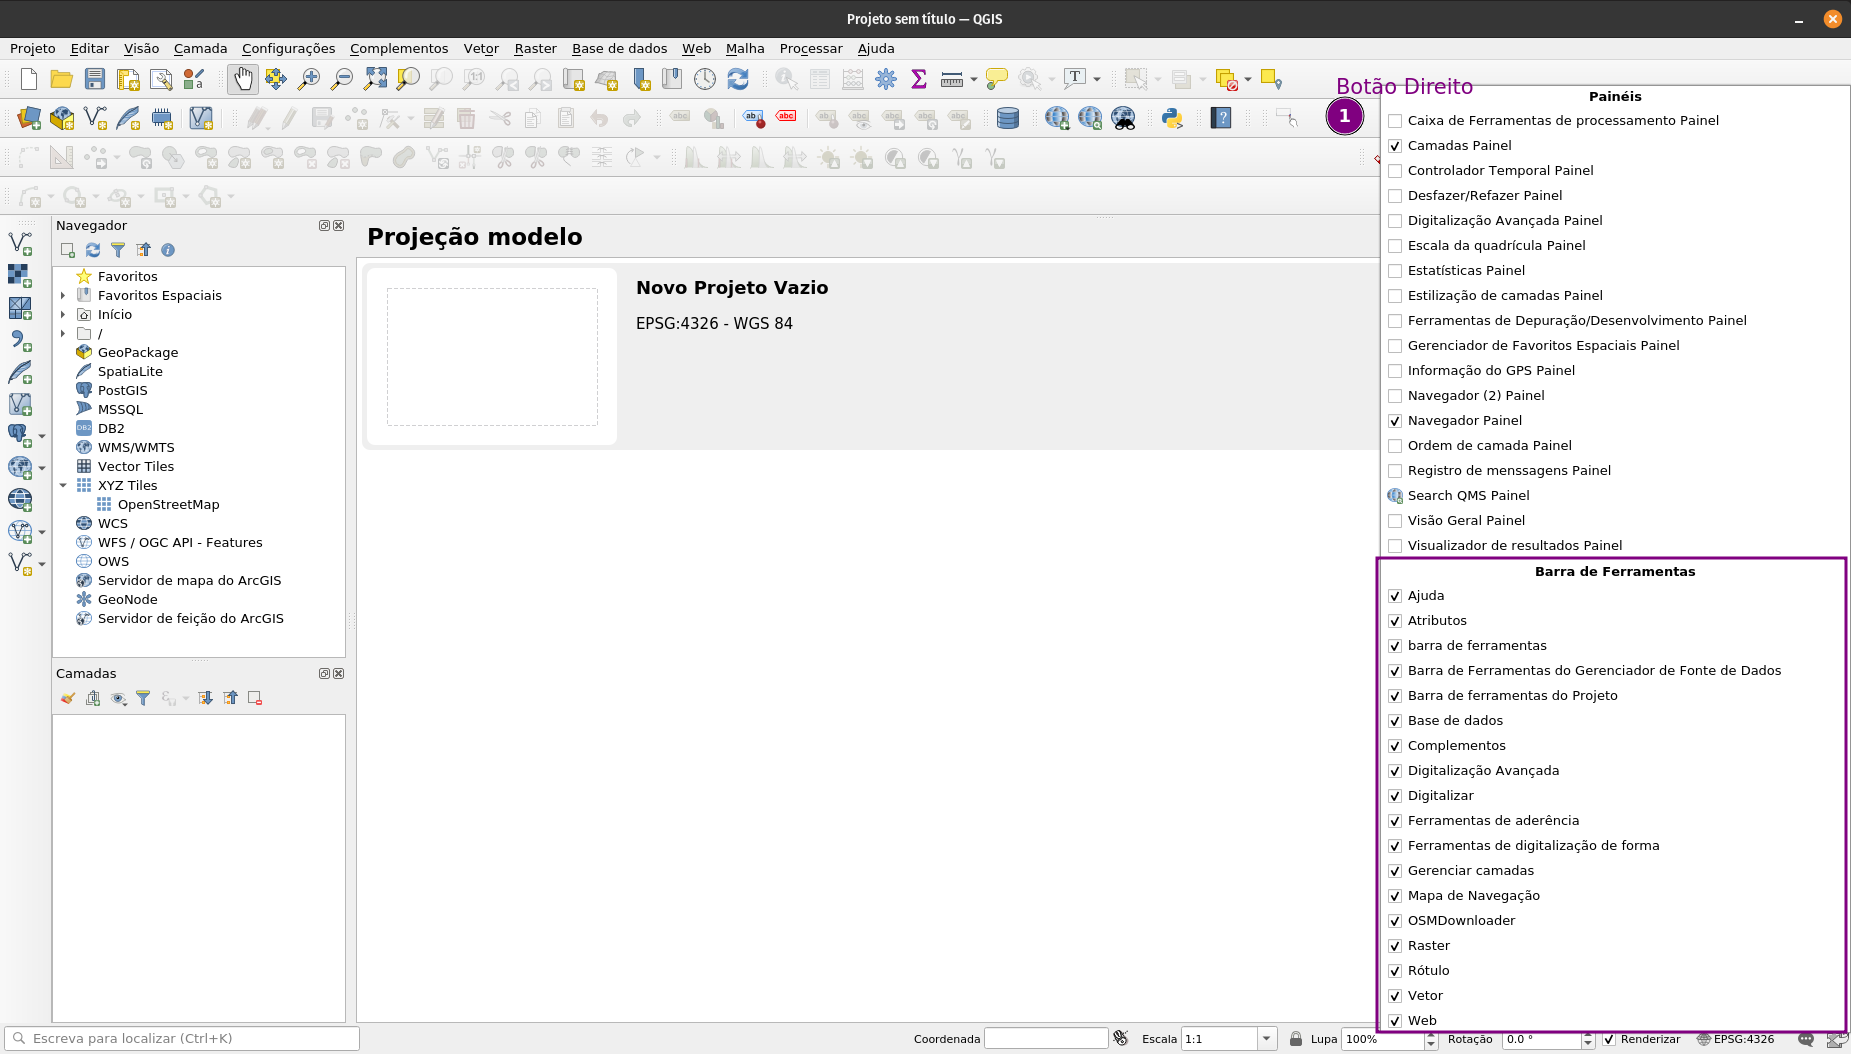 Projeto sem título — QGIS
Projeto Editar Visão Camada Configurações Complementos Vetor Raster Base de dados Web Malha Processar Ajuda
Botão Direito
1
Navegador
Favoritos
Favoritos Espaciais
Início
/
GeoPackage
SpatiaLite
PostGIS
MSSQL
DB2
WMS/WMTS
Vector Tiles
XYZ Tiles
OpenStreetMap
WCS
WFS / OGC API - Features
OWS
Servidor de mapa do ArcGIS
GeoNode
Servidor de feição do ArcGIS
Camadas
Projeção modelo
Novo Projeto Vazio
EPSG:4326 - WGS 84
Painéis
Caixa de Ferramentas de processamento Painel
Camadas Painel
Controlador Temporal Painel
Desfazer/Refazer Painel
Digitalização Avançada Painel
Escala da quadrícula Painel
Estatísticas Painel
Estilização de camadas Painel
Ferramentas de Depuração/Desenvolvimento Painel
Gerenciador de Favoritos Espaciais Painel
Informação do GPS Painel
Navegador (2) Painel
Navegador Painel
Ordem de camada Painel
Registro de menssagens Painel
Search QMS Painel
Visão Geral Painel
Visualizador de resultados Painel
Barra de Ferramentas
Ajuda
Atributos
barra de ferramentas
Barra de Ferramentas do Gerenciador de Fonte de Dados
Barra de ferramentas do Projeto
Base de dados
Complementos
Digitalização Avançada
Digitalizar
Ferramentas de aderência
Ferramentas de digitalização de forma
Gerenciar camadas
Mapa de Navegação
OSMDownloader
Raster
Rótulo
Vetor
Web
Escreva para localizar (Ctrl+K) Coordenada Escala 1:1 Lupa 100% Rotação 0.0 ° Renderizar EPSG:4326